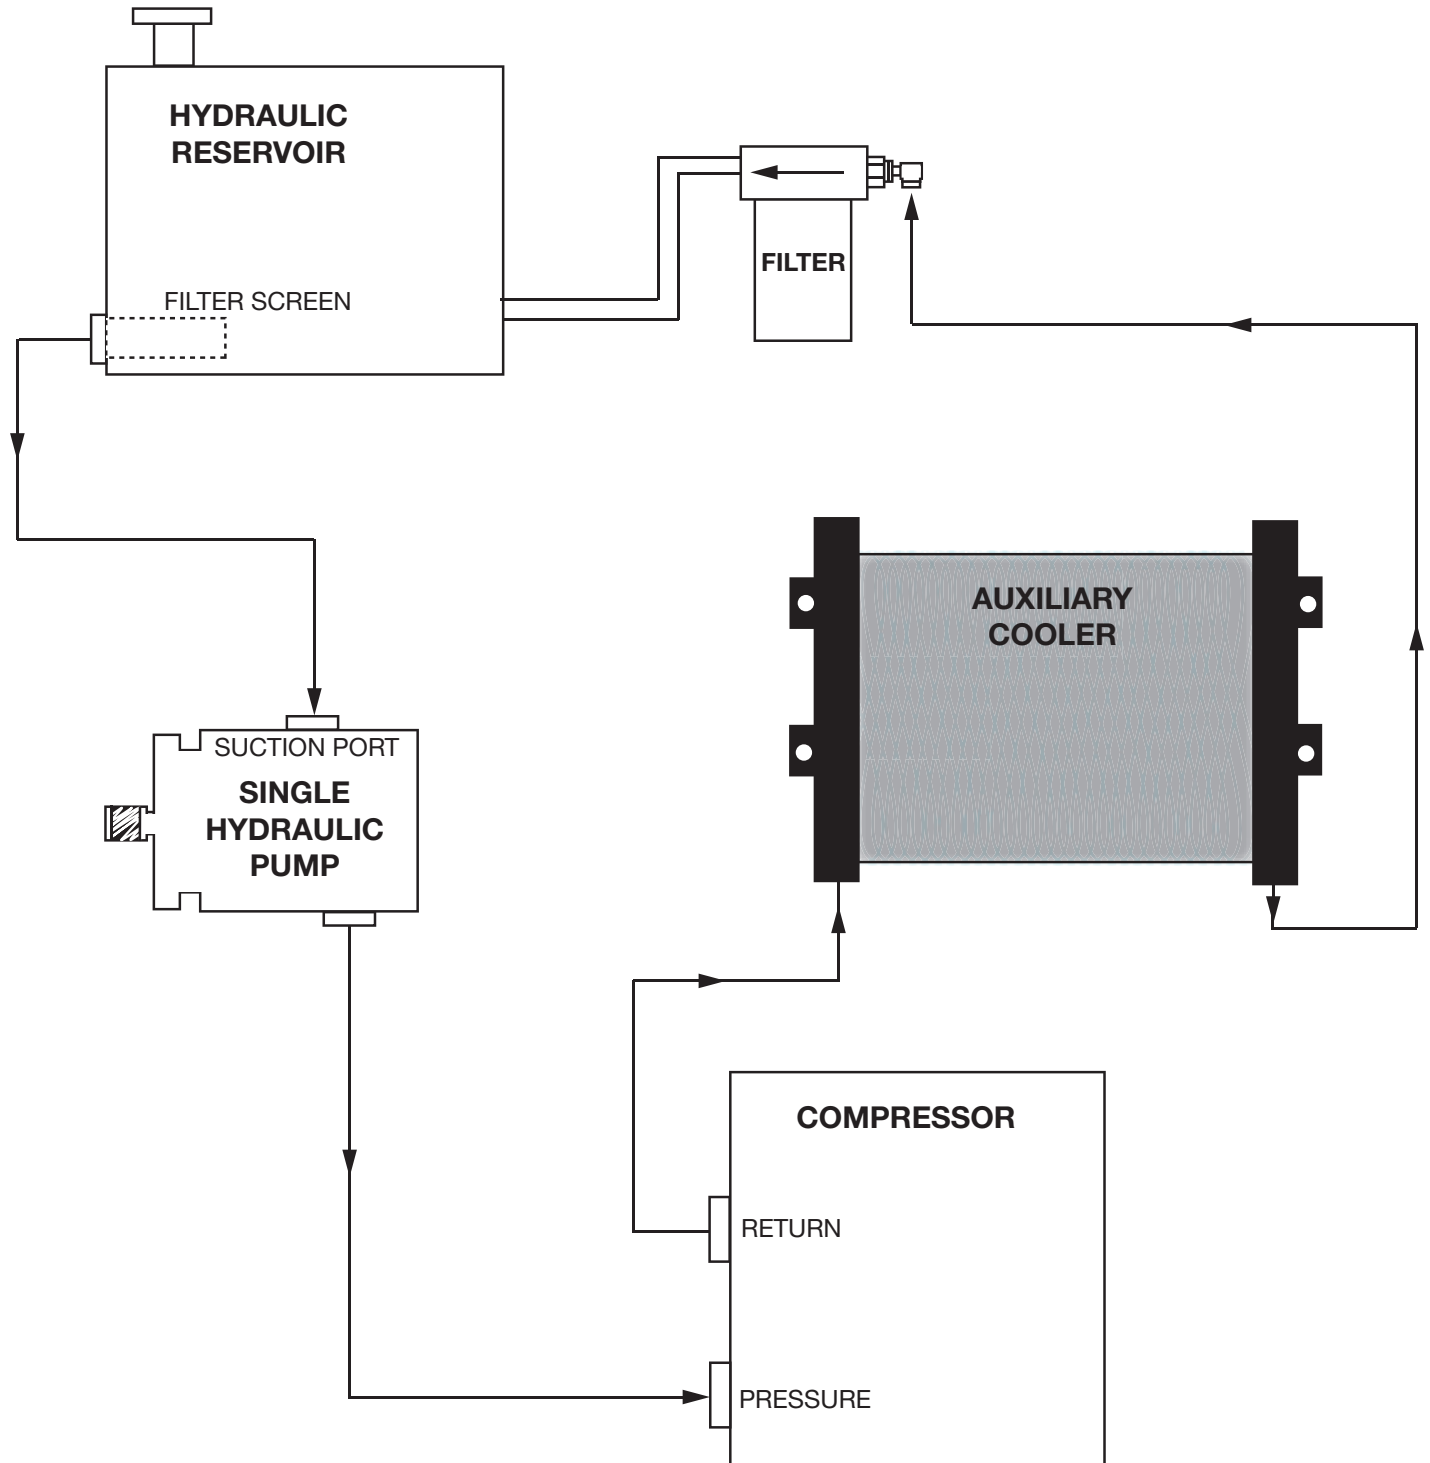 HYDRAULIC
RESERVOIR
FILTER SCREEN
FILTER
AUXILIARY
COOLER
SUCTION PORT
SINGLE
HYDRAULIC
PUMP
COMPRESSOR
RETURN
PRESSURE